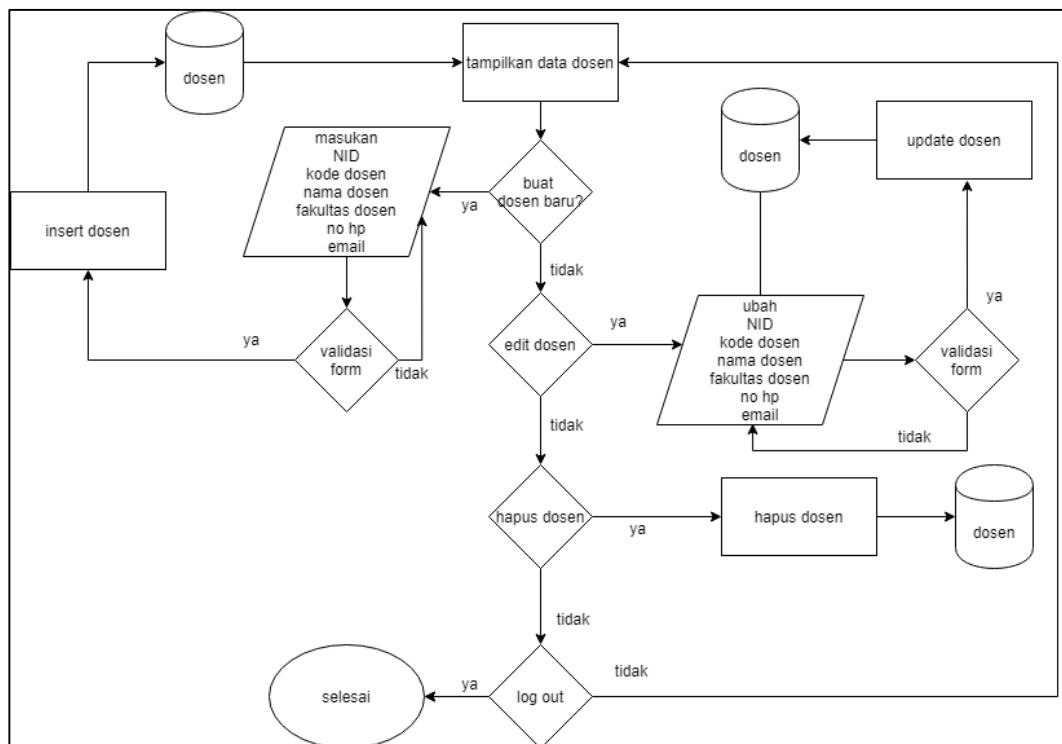 dosen
tampilkan data dosen
masukan
NID
kode dosen
nama dosen
fakultas dosen
no hp
email
ya
buat
dosen baru?
dosen
update dosen
insert dosen
tidak
ya
validasi
form
tidak
edit dosen
ya
ubah
NID
kode dosen
nama dosen
fakultas dosen
no hp
email
ya
validasi
form
tidak
tidak
hapus dosen
ya
hapus dosen
dosen
tidak
selesai
ya
log out
tidak